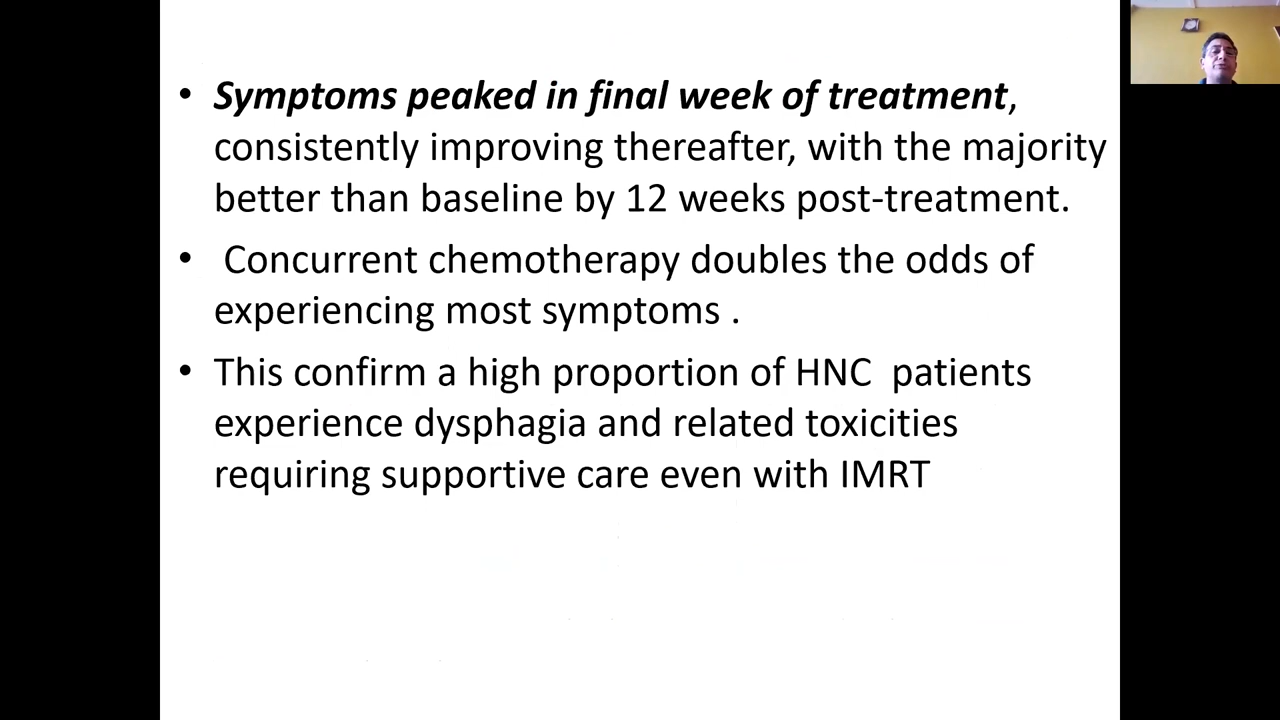 • Symptoms peaked in final week of treatment,
consistently improving thereafter, with the majority
better than baseline by 12 weeks post-treatment.
• Concurrent chemotherapy doubles the odds of
experiencing most symptoms .
• This confirm a high proportion of HNC patients
experience dysphagia and related toxicities
requiring supportive care even with IMRT